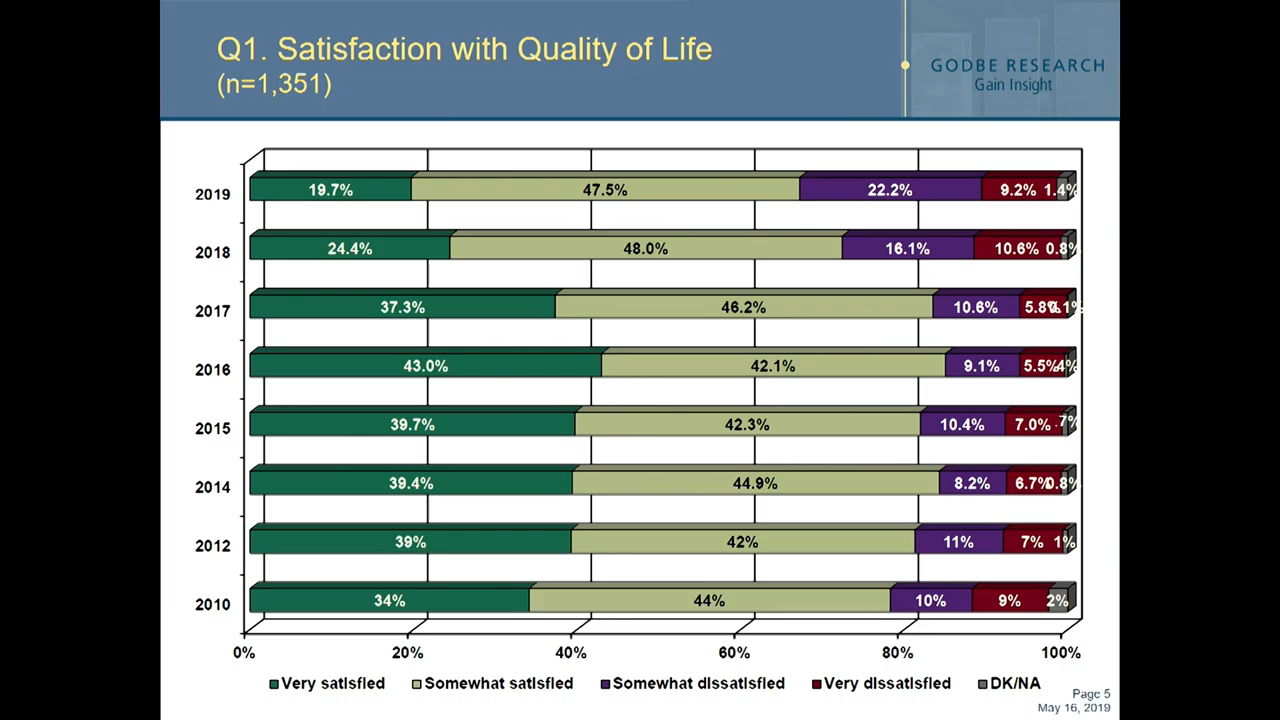 Q1. Satisfaction with Quality of Life
(n=1,351)
GODBE RESEARCH
Gain Insight
2019 19.7% 47.5% 22.2% 9.2% 1.4%
2018 24.4% 48.0% 16.1% 10.6% 0.8%
2017 37.3% 46.2% 10.6% 5.8%
2016 43.0% 42.1% 9.1% 5.5%
2015 39.7% 42.3% 10.4% 7.0%
2014 39.4% 44.9% 8.2% 6.7% 0.8%
2012 39% 42% 11% 7% 1%
2010 34% 44% 10% 9% 2%
0% 20% 40% 60% 80% 100%
Very satisfied Somewhat satisfied Somewhat dissatisfied Very dissatisfied DK/NA
Page 5
May 16, 2019